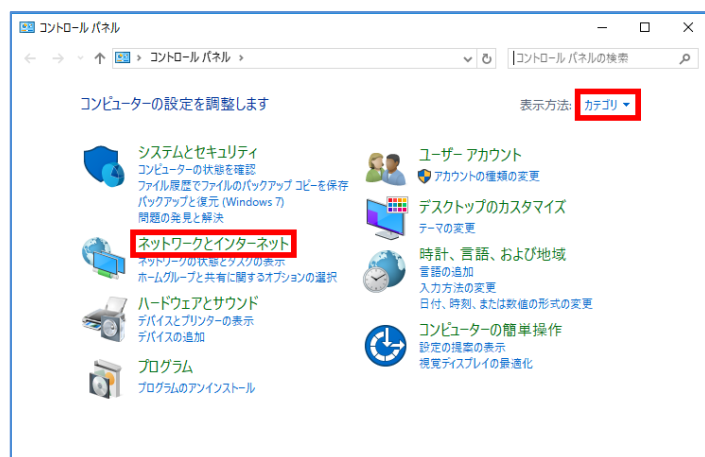 コントロール パネル
コントロール パネル
コントロール パネルの検索
コンピューターの設定を調整します
表示方法: カテゴリ
システムとセキュリティ
コンピューターの状態を確認
ファイル履歴でファイルのバックアップ コピーを保存
バックアップと復元 (Windows 7)
問題の発見と解決
ネットワークとインターネット
ネットワークの状態とタスクの表示
ホームグループと共有に関するオプションの選択
ハードウェアとサウンド
デバイスとプリンターの表示
デバイスの追加
プログラム
プログラムのアンインストール
ユーザー アカウント
アカウントの種類の変更
デスクトップのカスタマイズ
テーマの変更
時計、言語、および地域
言語の追加
入力方法の変更
日付、時刻、または数値の形式の変更
コンピューターの簡単操作
設定の提案の表示
視覚ディスプレイの最適化